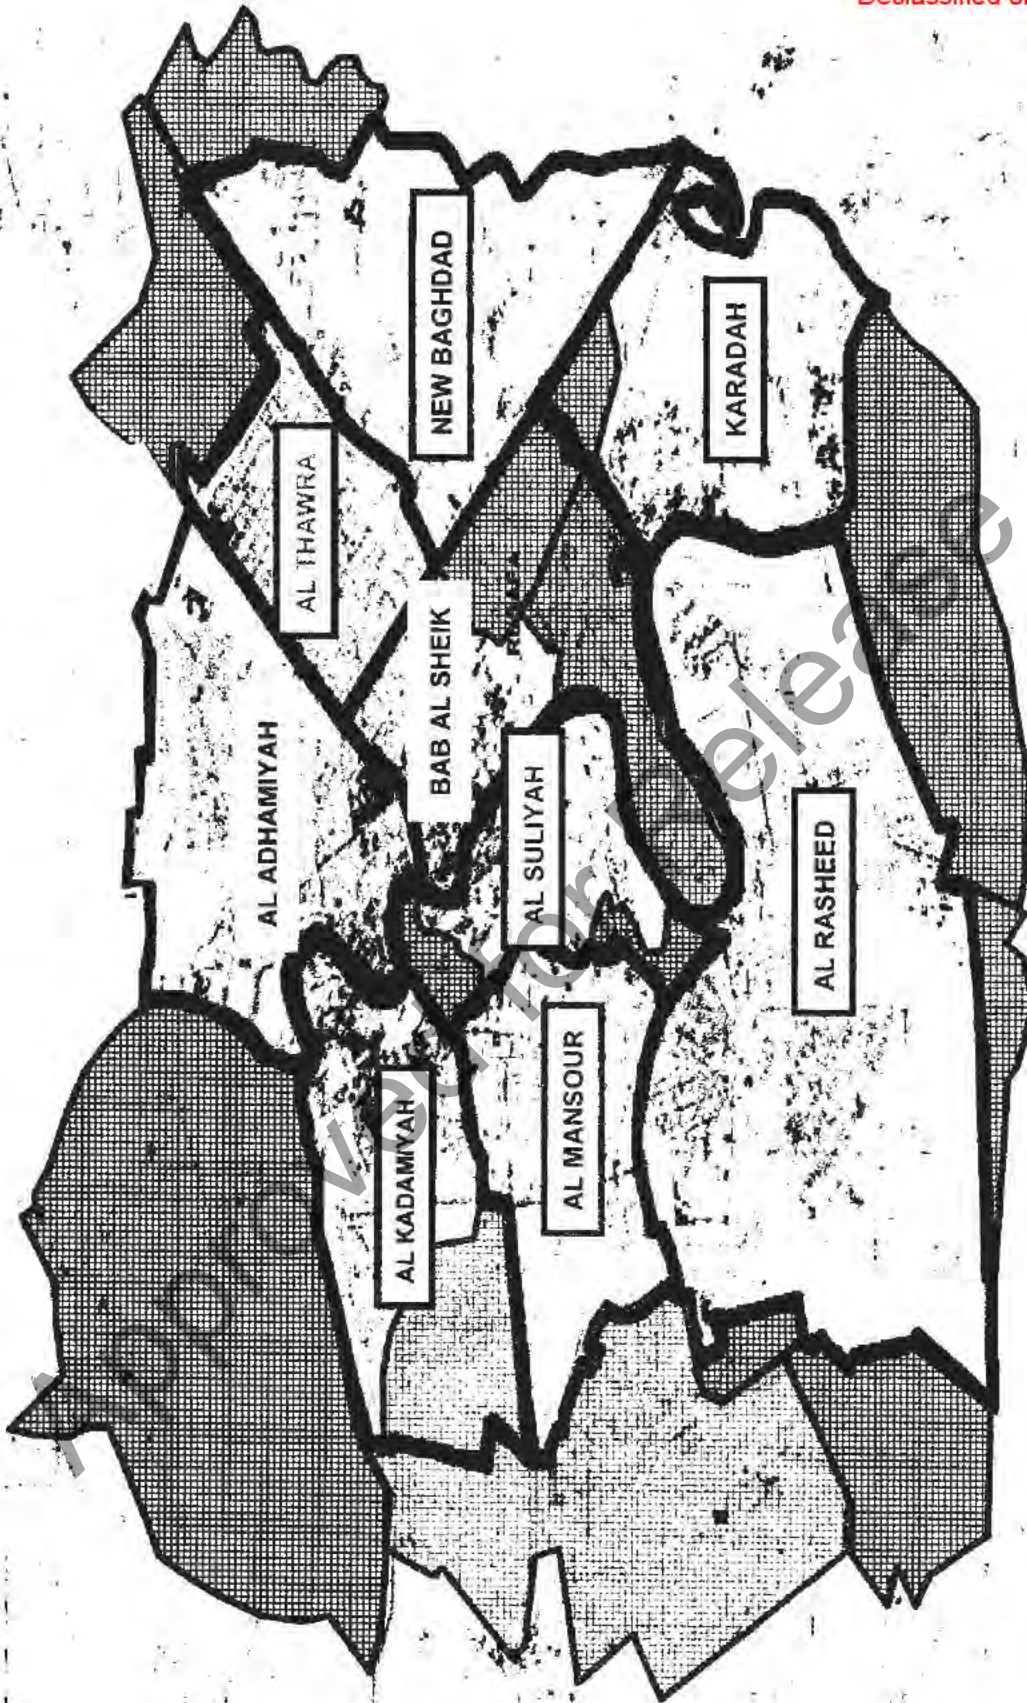 Declassified
AL ADHAMIYAH
AL THAWRA
NEW BAGHDAD
BAB AL SHEIK
AL KADAMIYAH
AL SULIYAH
AL MANSOUR
KARADAH
AL RASHEED
Approved for Release